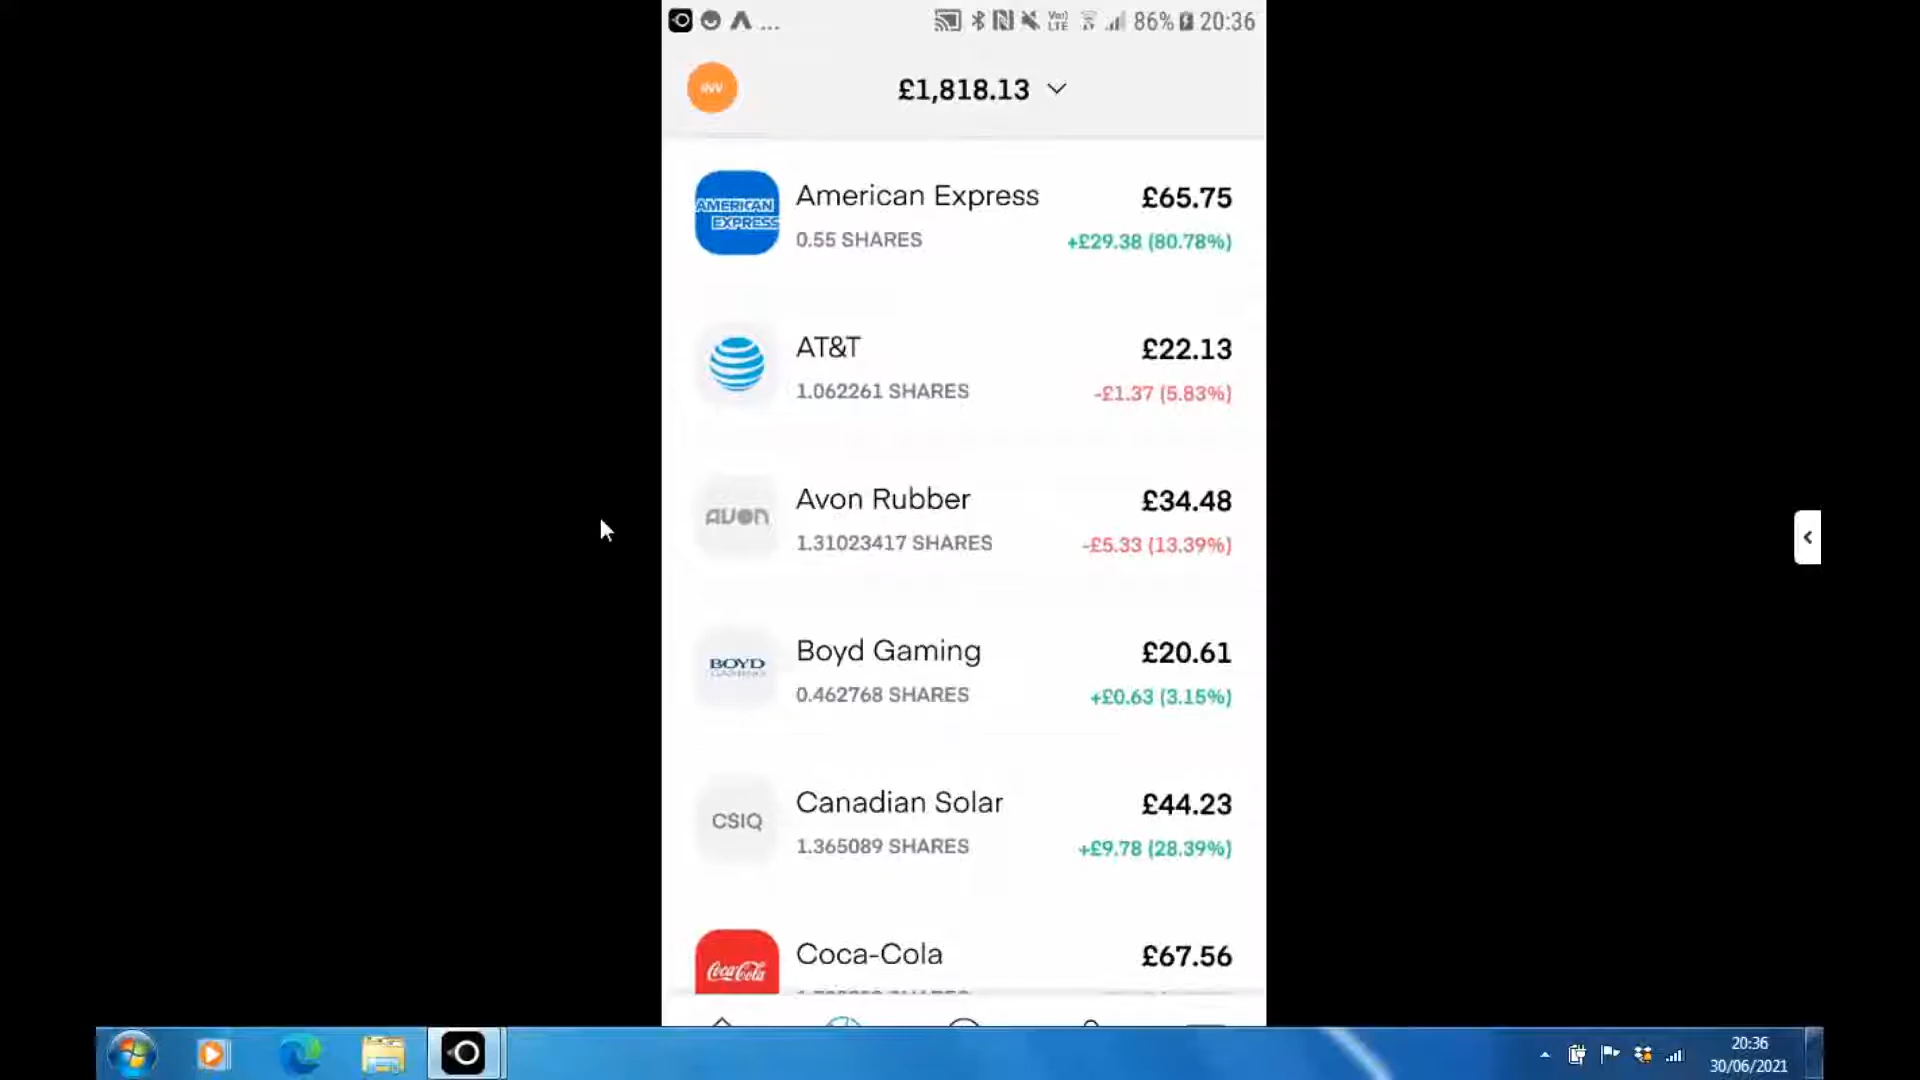 ... 86% 20:36
INV £1,818.13
AMERICAN
EXPRESS
American Express £65.75
0.55 SHARES +£29.38 (80.78%)
AT&T £22.13
1.062261 SHARES -£1.37 (5.83%)
AVON
Avon Rubber £34.48
1.31023417 SHARES -£5.33 (13.39%)
BOYD
GAMING
Boyd Gaming £20.61
0.462768 SHARES +£0.63 (3.15%)
CSIQ
Canadian Solar £44.23
1.365089 SHARES +£9.78 (28.39%)
Coca-Cola
Coca-Cola £67.56
20:36
30/06/2021